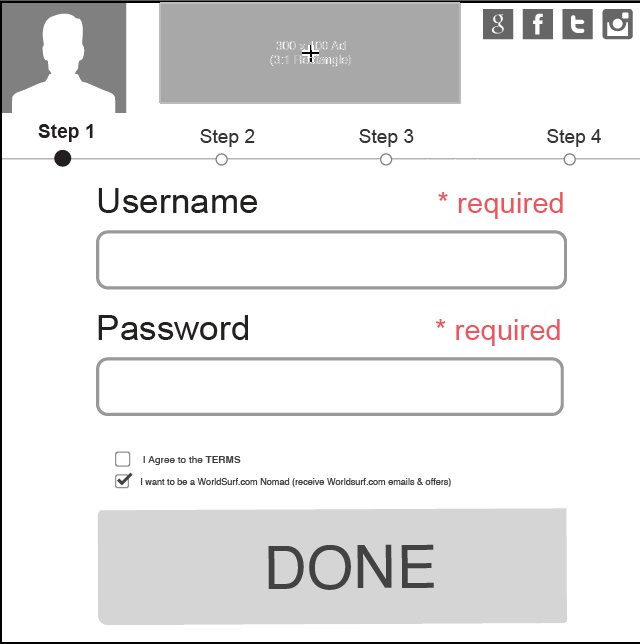 300 x 100 Ad
(3:1 Rectangle)
g f t
Step 1 Step 2 Step 3 Step 4
Username * required
Password * required
I Agree to the TERMS
I want to be a WorldSurf.com Nomad (receive Worldsurf.com emails & offers)
DONE